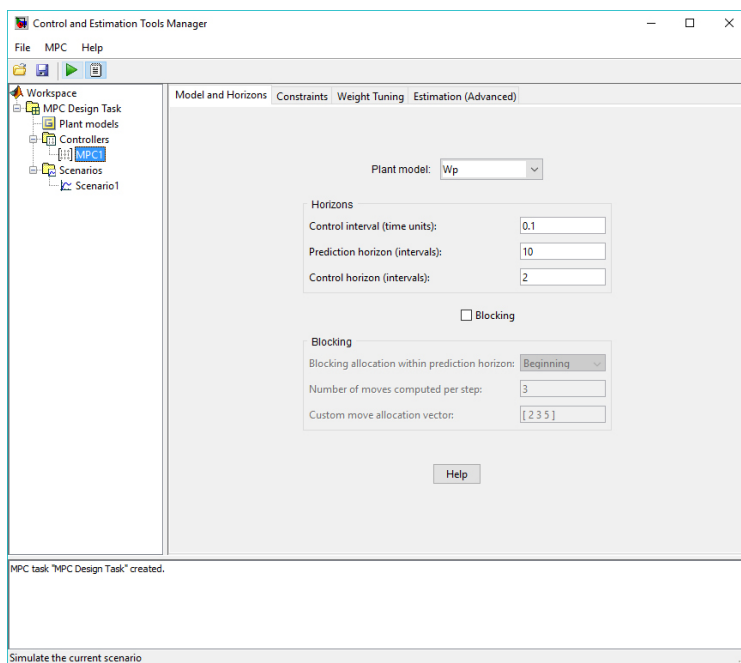 Control and Estimation Tools Manager
File MPC Help
Workspace
MPC Design Task
Plant models
Controllers
MPC1
Scenarios
Scenario1
Model and Horizons Constraints Weight Tuning Estimation (Advanced)
Plant model: Wp
Horizons
Control interval (time units): 0.1
Prediction horizon (intervals): 10
Control horizon (intervals): 2
Blocking
Blocking
Blocking allocation within prediction horizon: Beginning
Number of moves computed per step: 3
Custom move allocation vector: [ 2 3 5 ]
Help
MPC task "MPC Design Task" created.
Simulate the current scenario